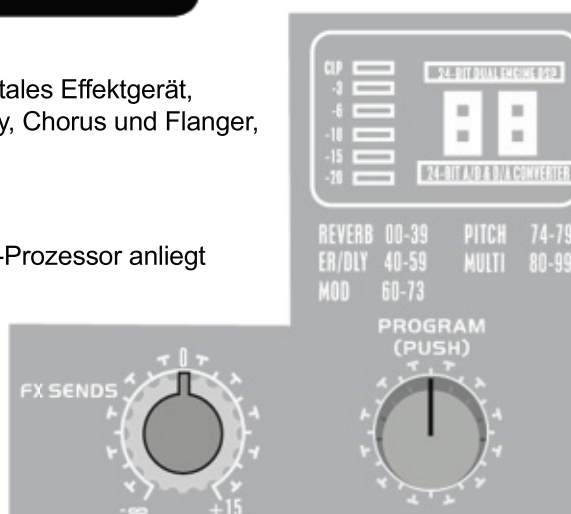 tales Effektgerät,
y, Chorus und Flanger,
-Prozessor anliegt
CLP
-3
-6
-10
-15
-20
24-BIT DUAL ENGINE DSP
88
24-BIT A/D & D/A CONVERTER
REVERB 00-39 PITCH 74-79
ER/DLY 40-59 MULTI 80-99
MOD 60-73
PROGRAM
(PUSH)
FX SENDS
0
-∞ +15